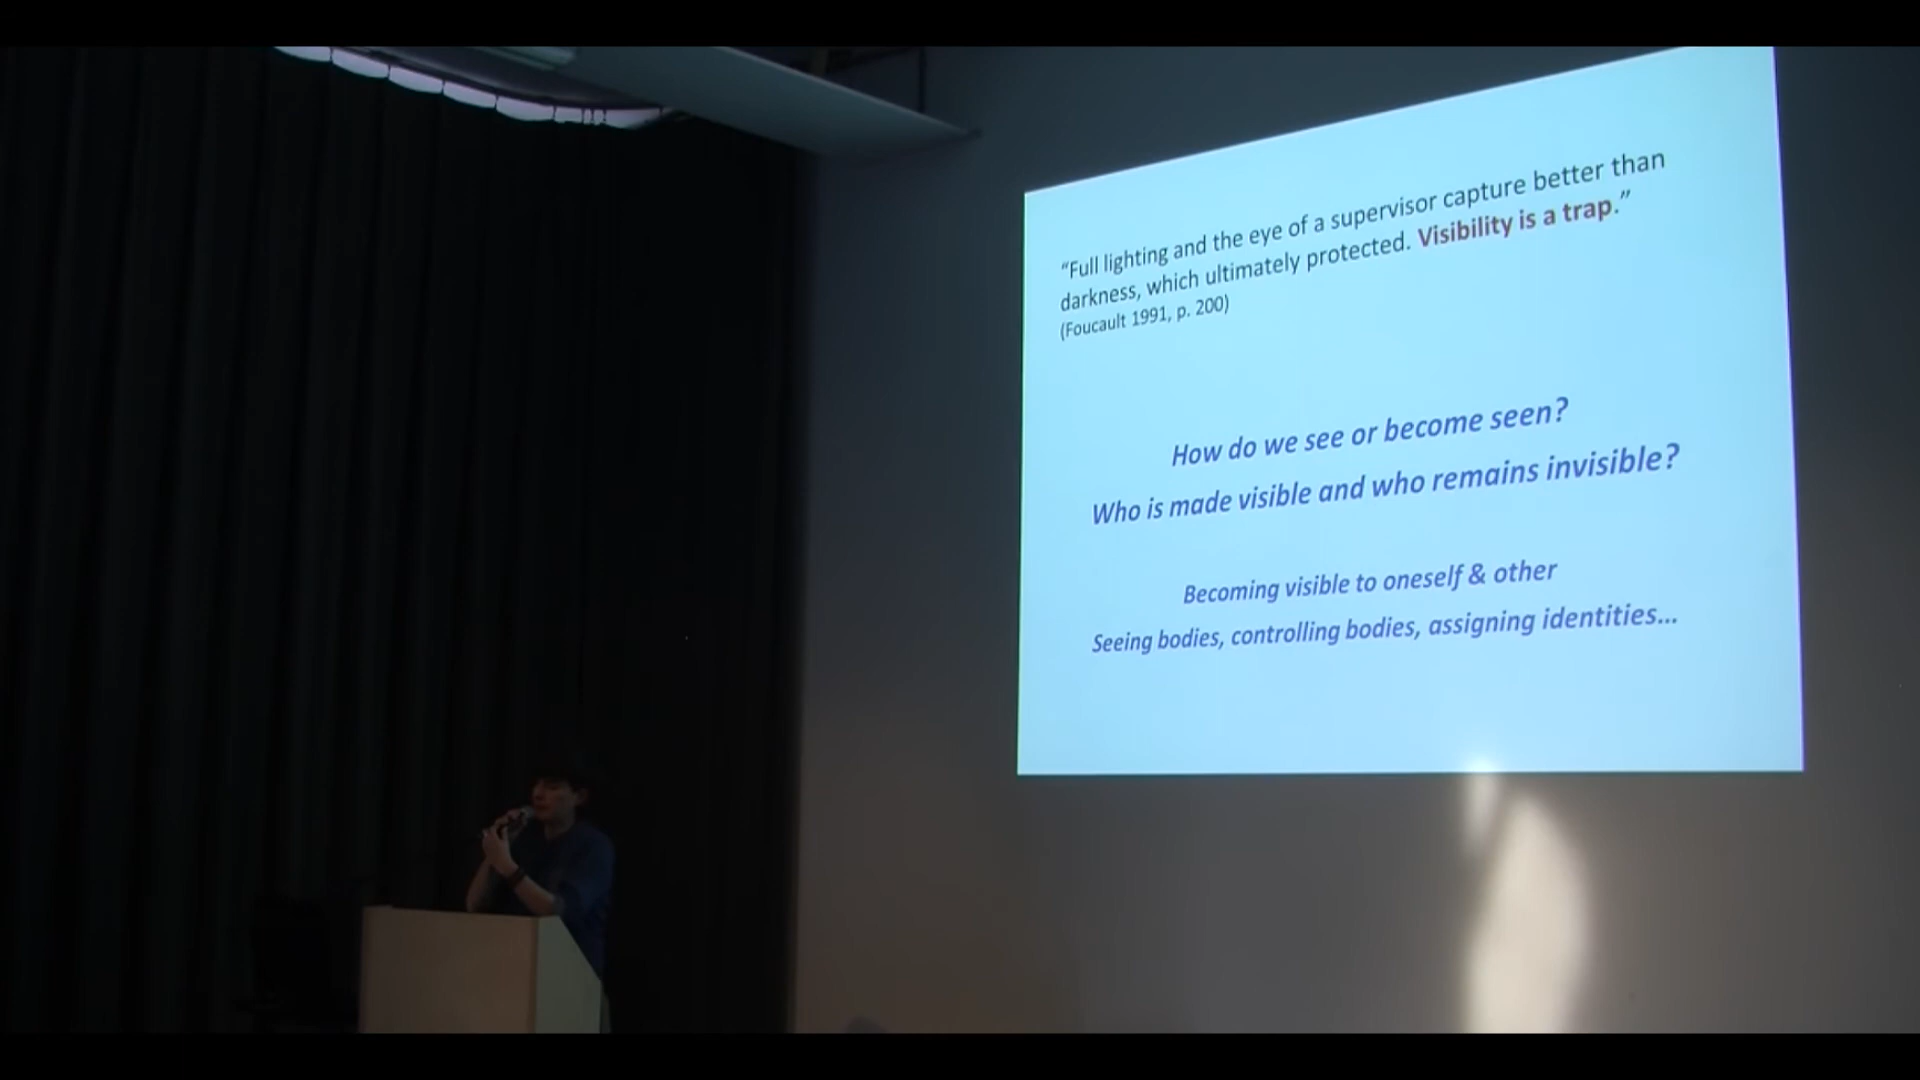 “Full lighting and the eye of a supervisor capture better than
darkness, which ultimately protected. Visibility is a trap.”
(Foucault 1991, p. 200)
How do we see or become seen?
Who is made visible and who remains invisible?
Becoming visible to oneself & other
Seeing bodies, controlling bodies, assigning identities...